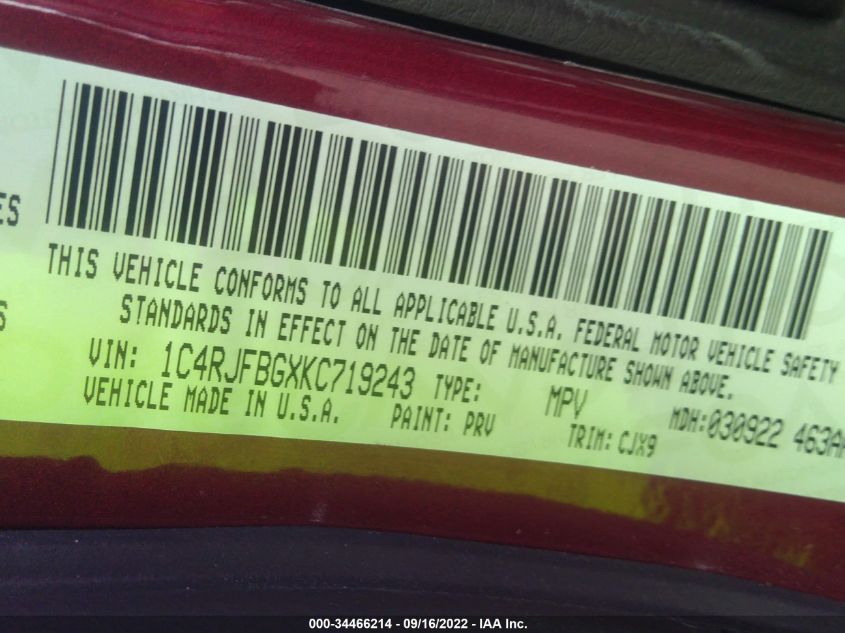 ES
S
THIS VEHICLE CONFORMS TO ALL APPLICABLE U.S.A. FEDERAL MOTOR VEHICLE SAFETY
STANDARDS IN EFFECT ON THE DATE OF MANUFACTURE SHOWN ABOVE.
VIN: 1C4RJFBGXKC719243 TYPE: MPV MDH:030922 463A
VEHICLE MADE IN U.S.A. PAINT: PRV TRIM: CJX9
000-34466214 - 09/16/2022 - IAA Inc.